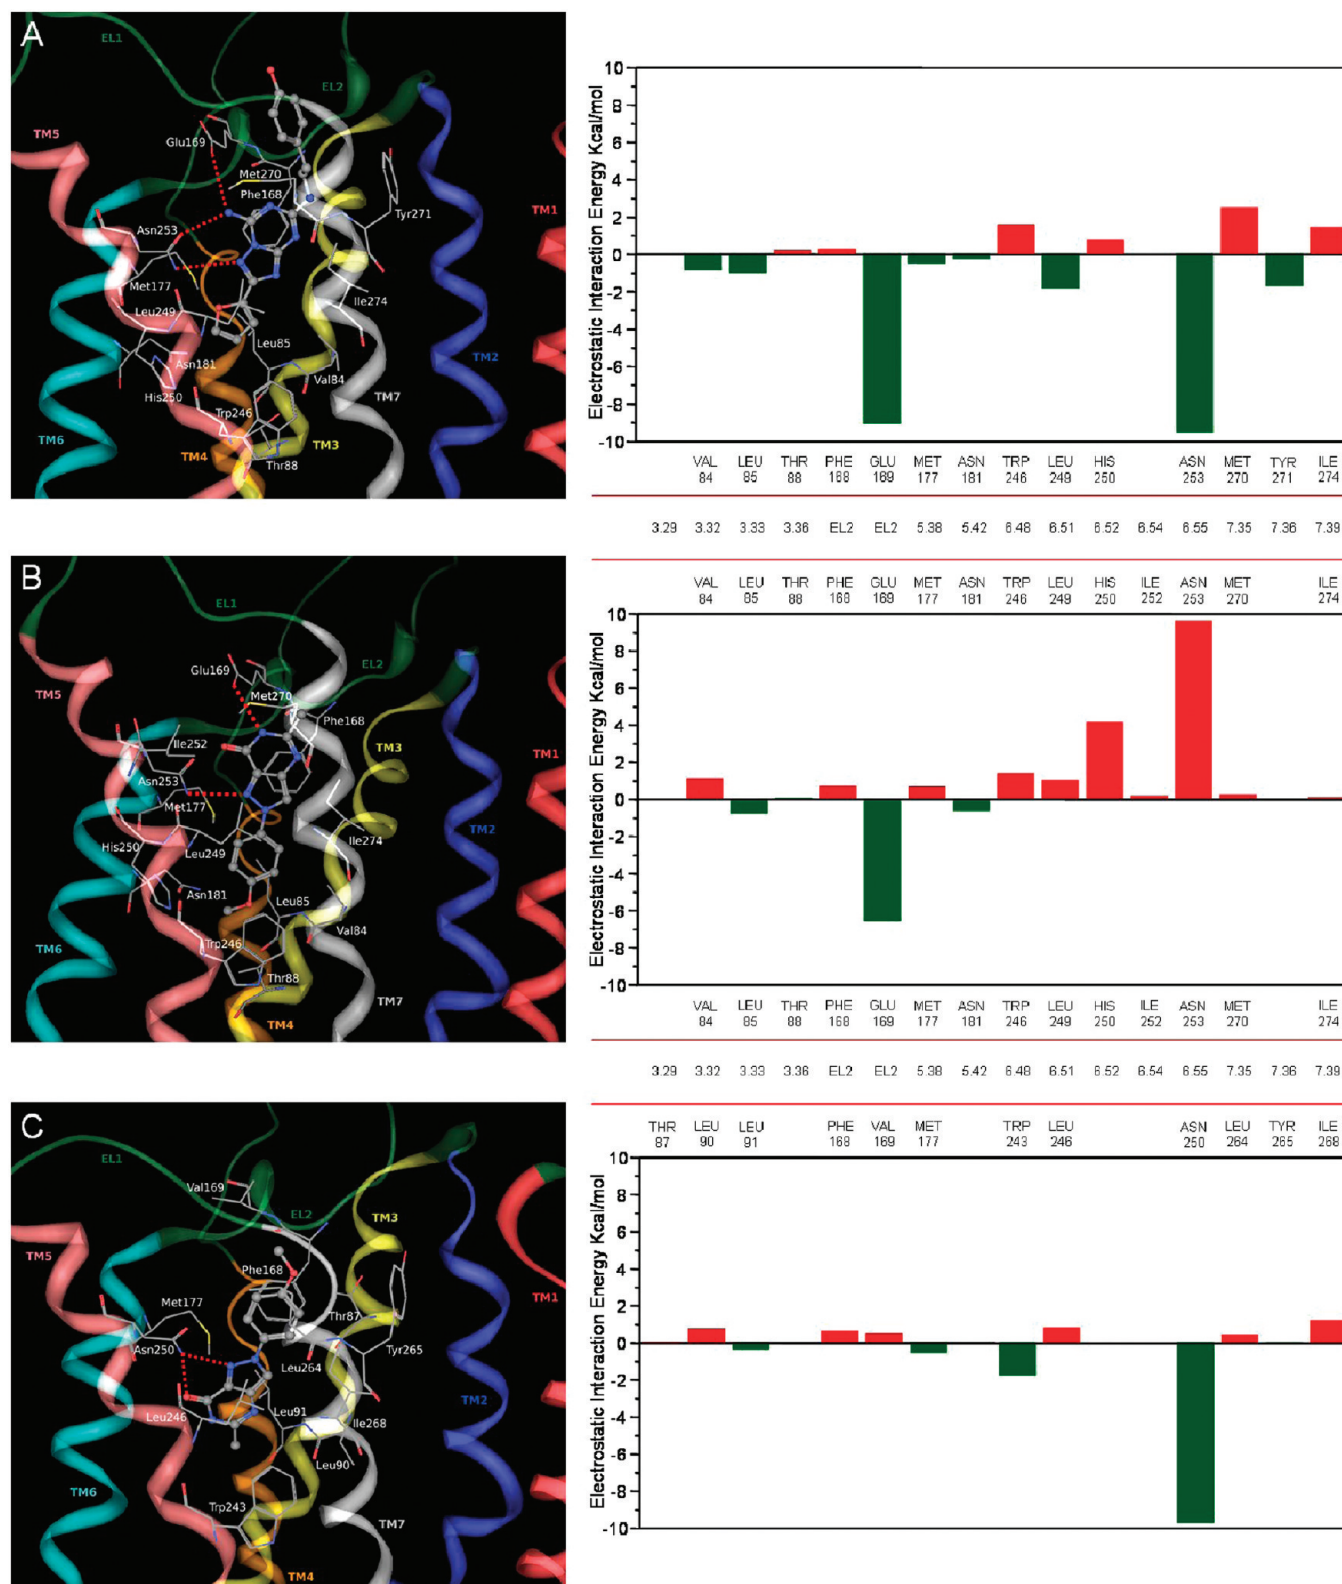 A
EL1
EL2
TM5
Glu169
Met270
Phe168
TM1
Tyr271
Asn253
Met177
Ile274
Leu249
Leu85
TM2
Asn181
Val84
His250
TM7
Trp246
TM6
TM3
TM4
Thr88
Electrostatic Interaction Energy Kcal/mol
10
8
6
4
2
0
-2
-4
-6
-8
-10
VAL LEU THR PHE GLU MET ASN TRP LEU HIS ASN MET TYR ILE
84 85 88 168 169 177 181 246 249 250 253 270 271 274
3.29 3.32 3.33 3.36 EL2 EL2 5.38 5.42 6.48 6.51 6.52 6.54 6.55 7.35 7.36 7.39
B
EL1
EL2
Glu169
TM5
Met270
Phe168
Ile252
TM3
Asn253
TM1
Met177
TM2
His250
Leu249
Ile274
Asn181
Leu85
Val84
TM6
Trp246
Thr88
TM7
TM4
VAL LEU THR PHE GLU MET ASN TRP LEU HIS ILE ASN MET ILE
84 85 88 168 169 177 181 246 249 250 252 253 270 274
Electrostatic Interaction Energy Kcal/mol
10
8
6
4
2
0
-2
-4
-6
-8
-10
VAL LEU THR PHE GLU MET ASN TRP LEU HIS ILE ASN MET ILE
84 85 88 168 169 177 181 246 249 250 252 253 270 274
3.29 3.32 3.33 3.36 EL2 EL2 5.38 5.42 6.48 6.51 6.52 6.54 6.55 7.35 7.36 7.39
C
EL1
Val169
EL2
TM3
TM5
Phe168
Met177
Thr87
TM1
Asn250
Tyr265
Leu264
Leu246
Leu91
TM2
Ile268
Leu90
TM6
Trp243
TM7
TM4
THR LEU LEU PHE VAL MET TRP LEU ASN LEU TYR ILE
87 90 91 168 169 177 243 246 250 264 265 268
Electrostatic Interaction Energy Kcal/mol
10
8
6
4
2
0
-2
-4
-6
-8
-10